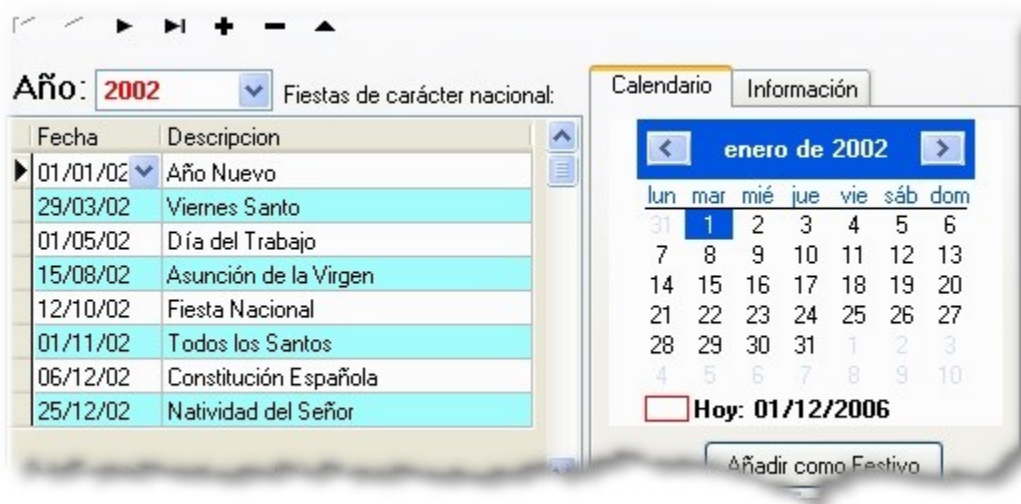 Año: 2002 Fiestas de carácter nacional:
Fecha Descripcion
01/01/02 Año Nuevo
29/03/02 Viernes Santo
01/05/02 Día del Trabajo
15/08/02 Asunción de la Virgen
12/10/02 Fiesta Nacional
01/11/02 Todos los Santos
06/12/02 Constitución Española
25/12/02 Natividad del Señor
Calendario Información
enero de 2002
lun mar mié jue vie sáb dom
31 1 2 3 4 5 6
7 8 9 10 11 12 13
14 15 16 17 18 19 20
21 22 23 24 25 26 27
28 29 30 31 1 2 3
4 5 6 7 8 9 10
Hoy: 01/12/2006
Añadir como Festivo